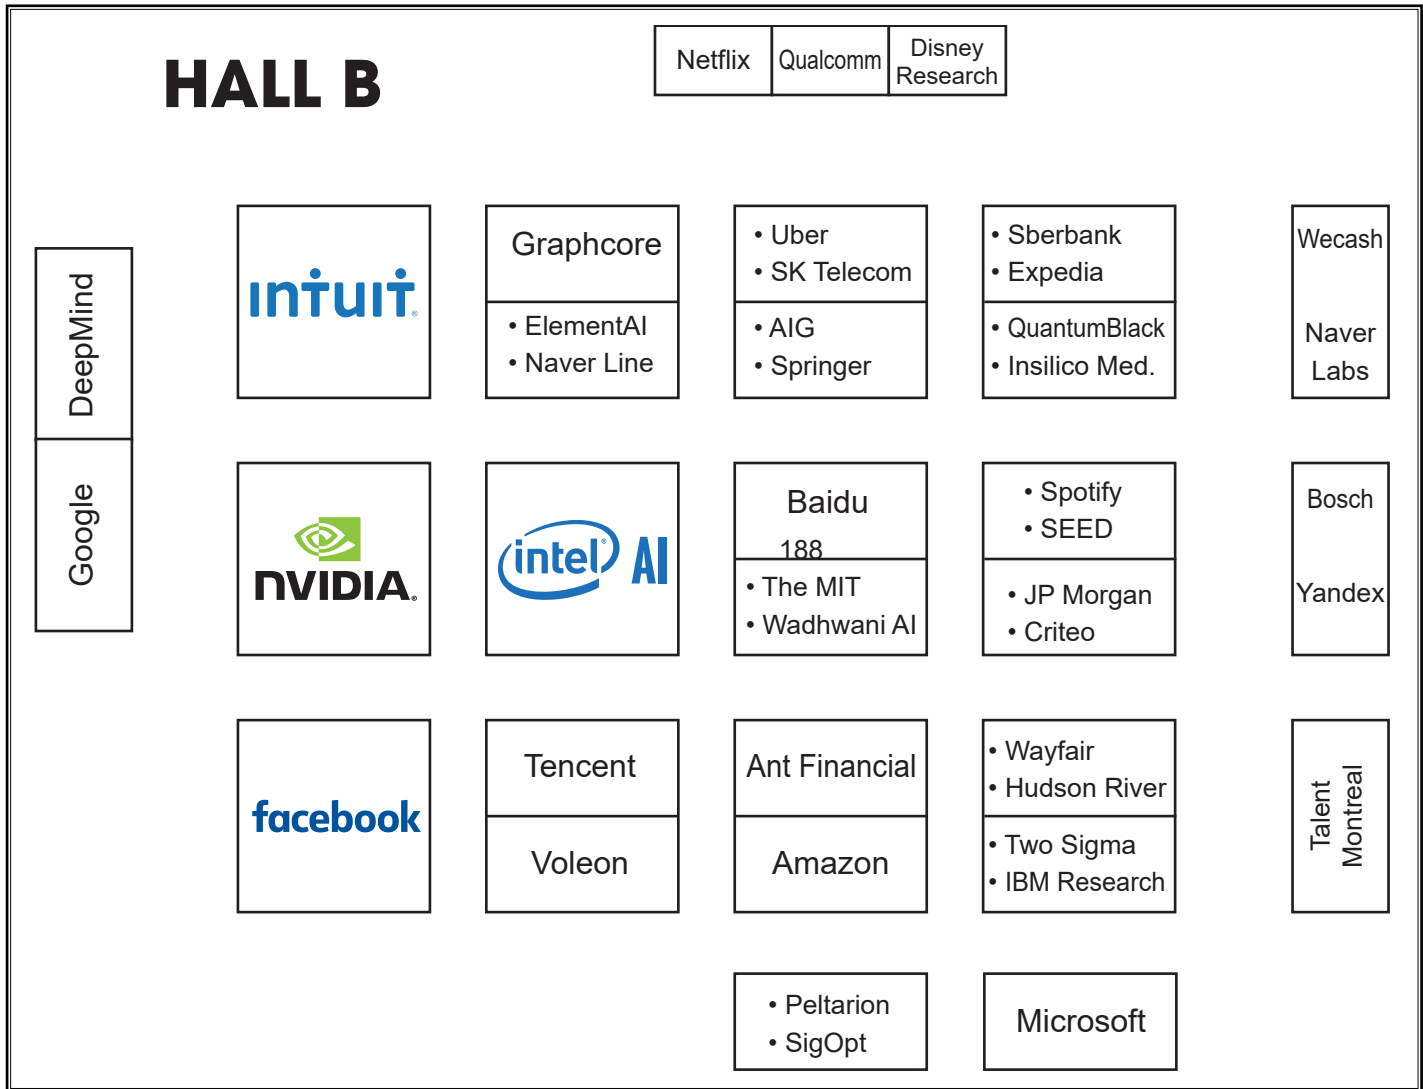 HALL B
Netflix
Qualcomm
Disney
Research
DeepMind
Google
intuit
Graphcore
• ElementAI
• Naver Line
• Uber
• SK Telecom
• AIG
• Springer
• Sberbank
• Expedia
• QuantumBlack
• Insilico Med.
Wecash
Naver
Labs
NVIDIA
intel AI
Baidu
188
• The MIT
• Wadhwani AI
• Spotify
• SEED
• JP Morgan
• Criteo
Bosch
Yandex
facebook
Tencent
Voleon
Ant Financial
Amazon
• Wayfair
• Hudson River
• Two Sigma
• IBM Research
Talent
Montreal
• Peltarion
• SigOpt
Microsoft